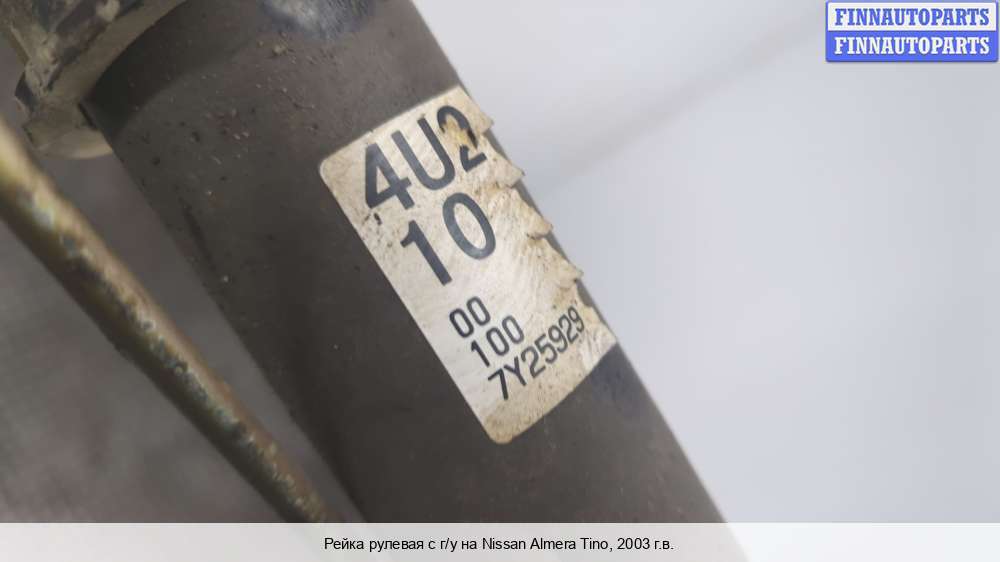 FINNAUTOPARTS
FINNAUTOPARTS
4U2
10
00
100
7Y25929
Рейка рулевая с г/у на Nissan Almera Tino, 2003 г.в.